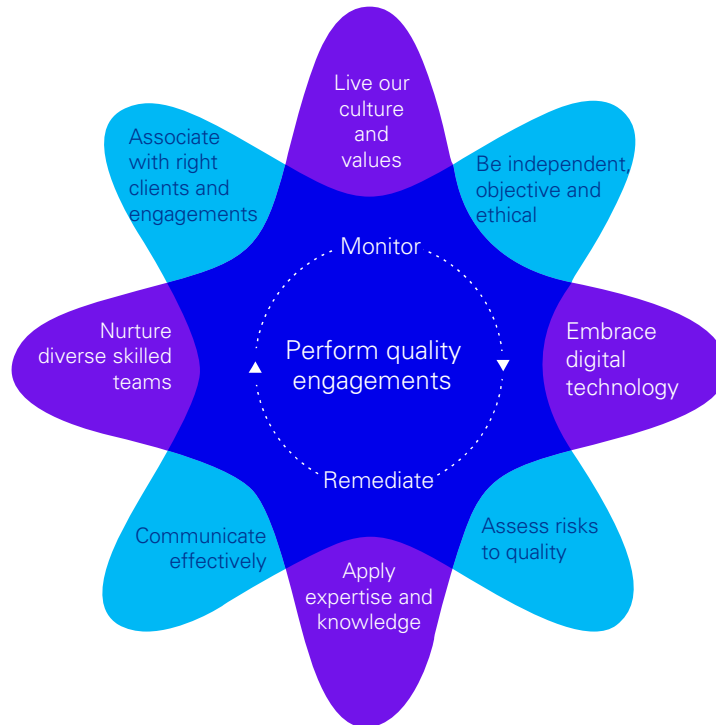 Live our
culture
and
values
Be independent,
objective and
ethical
Embrace
digital
technology
Assess risks
to quality
Apply
expertise and
knowledge
Communicate
effectively
Nurture
diverse skilled
teams
Associate
with right
clients and
engagements
Monitor
Perform quality
engagements
Remediate